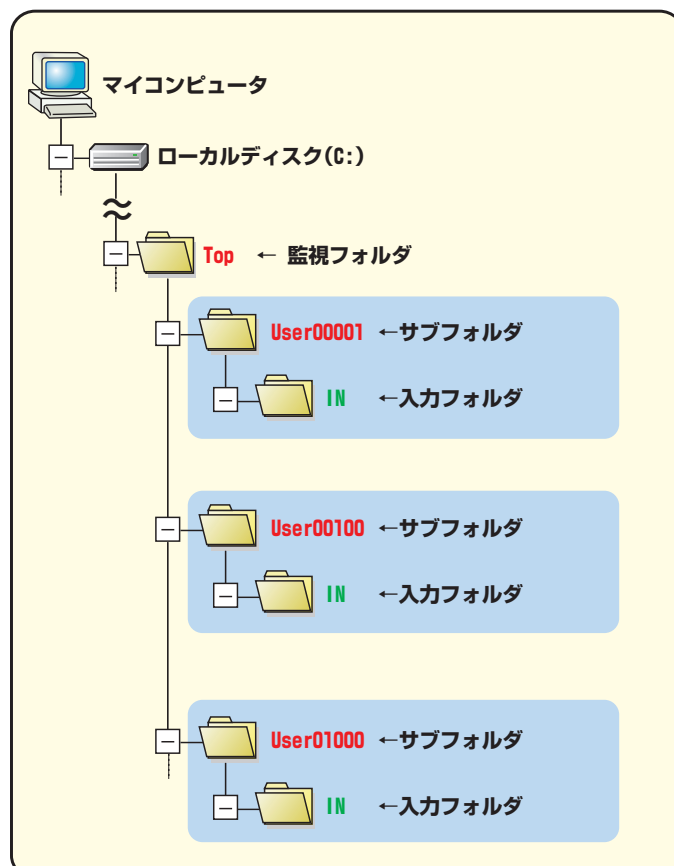 マイコンピュータ
ローカルディスク(C:)
Top ← 監視フォルダ
User00001 ←サブフォルダ
IN ←入力フォルダ
User00100 ←サブフォルダ
IN ←入力フォルダ
User01000 ←サブフォルダ
IN ←入力フォルダ